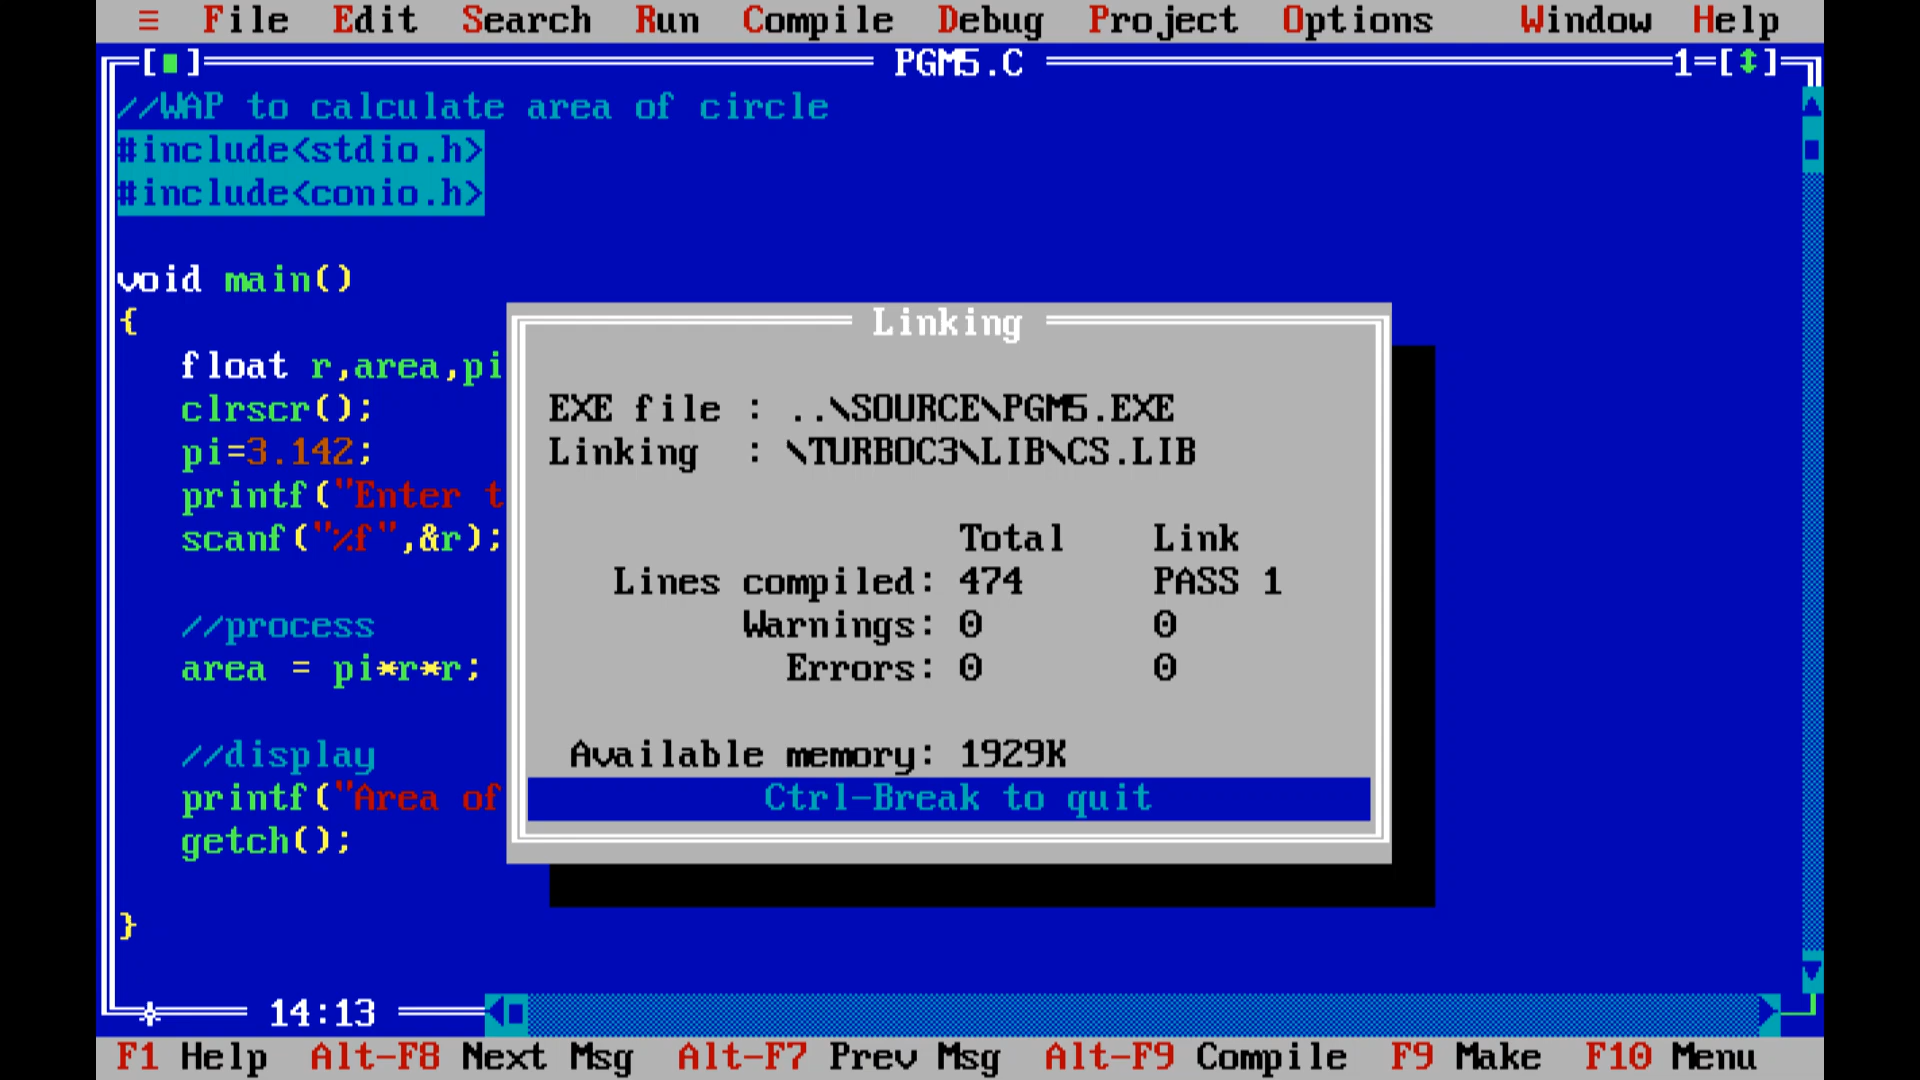 ≡ File Edit Search Run Compile Debug Project Options Window Help
[■] PGM5.C 1=[↕]
//WAP to calculate area of circle
#include<stdio.h>
#include<conio.h>
void main()
{
float r,area,pi
clrscr();
pi=3.142;
printf("Enter t
scanf("%f",&r);
//process
area = pi*r*r;
//display
printf("Area of
getch();
}
Linking
EXE file : ..\SOURCE\PGM5.EXE
Linking : \TURBOC3\LIB\CS.LIB
Total Link
Lines compiled: 474 PASS 1
Warnings: 0 0
Errors: 0 0
Available memory: 1929K
Ctrl-Break to quit
14:13
F1 Help Alt-F8 Next Msg Alt-F7 Prev Msg Alt-F9 Compile F9 Make F10 Menu